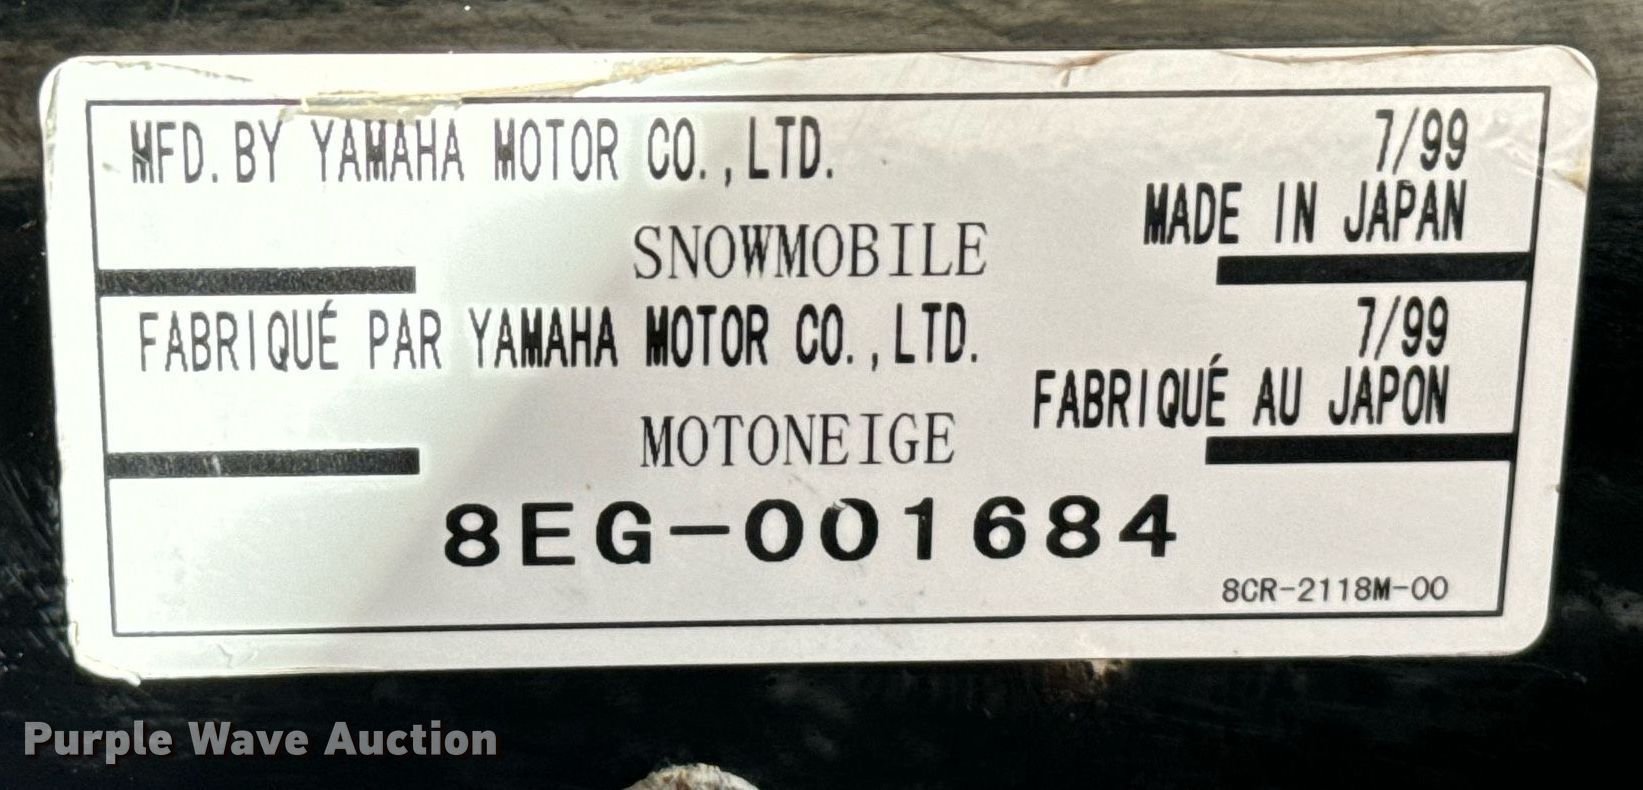 MFD. BY YAMAHA MOTOR CO., LTD.
7/99
MADE IN JAPAN
SNOWMOBILE
FABRIQUÉ PAR YAMAHA MOTOR CO., LTD.
7/99
FABRIQUÉ AU JAPON
MOTONEIGE
8EG-001684
8CR-2118M-00
Purple Wave Auction